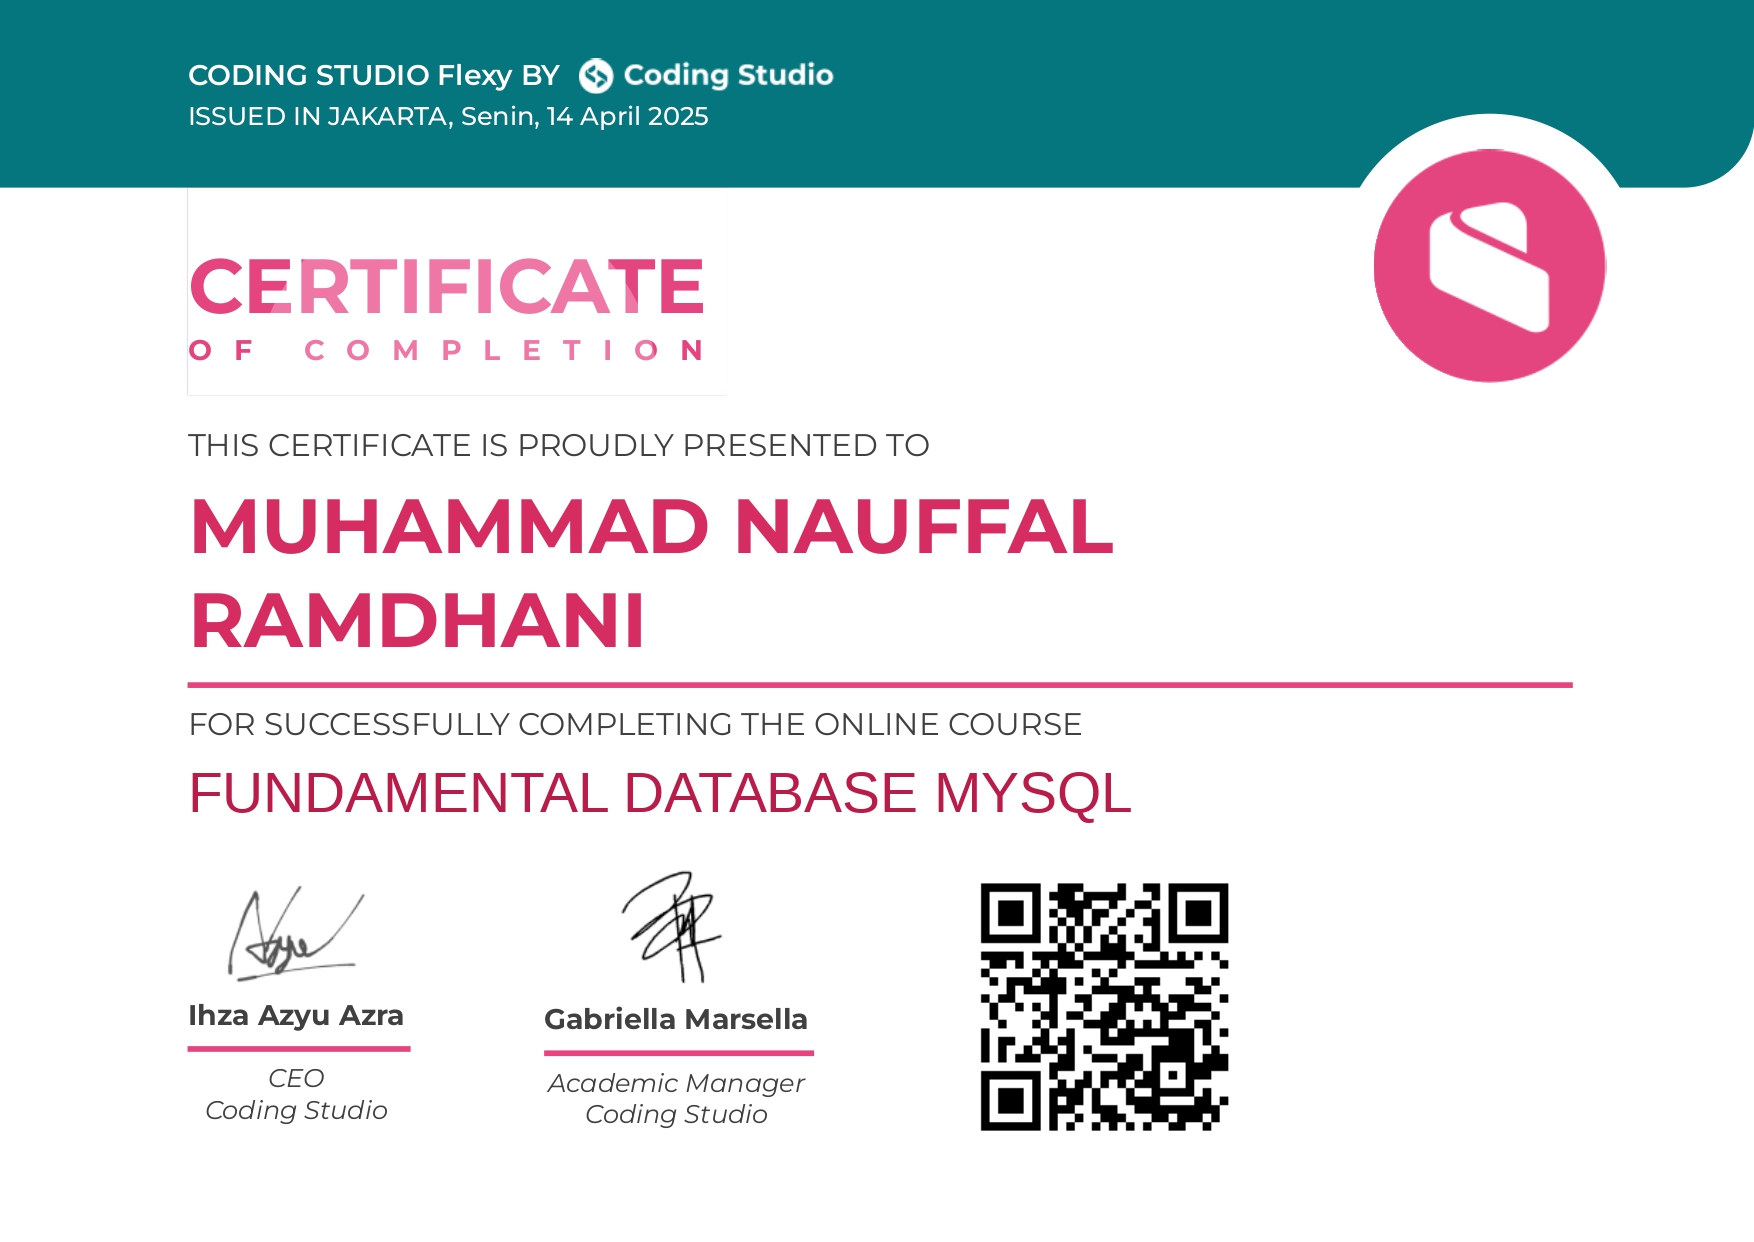 CODING STUDIO Flexy BY Coding Studio
ISSUED IN JAKARTA, Senin, 14 April 2025
CERTIFICATE
OF COMPLETION
THIS CERTIFICATE IS PROUDLY PRESENTED TO
MUHAMMAD NAUFFAL
RAMDHANI
FOR SUCCESSFULLY COMPLETING THE ONLINE COURSE
FUNDAMENTAL DATABASE MYSQL
Ihza Azyu Azra
CEO
Coding Studio
Gabriella Marsella
Academic Manager
Coding Studio